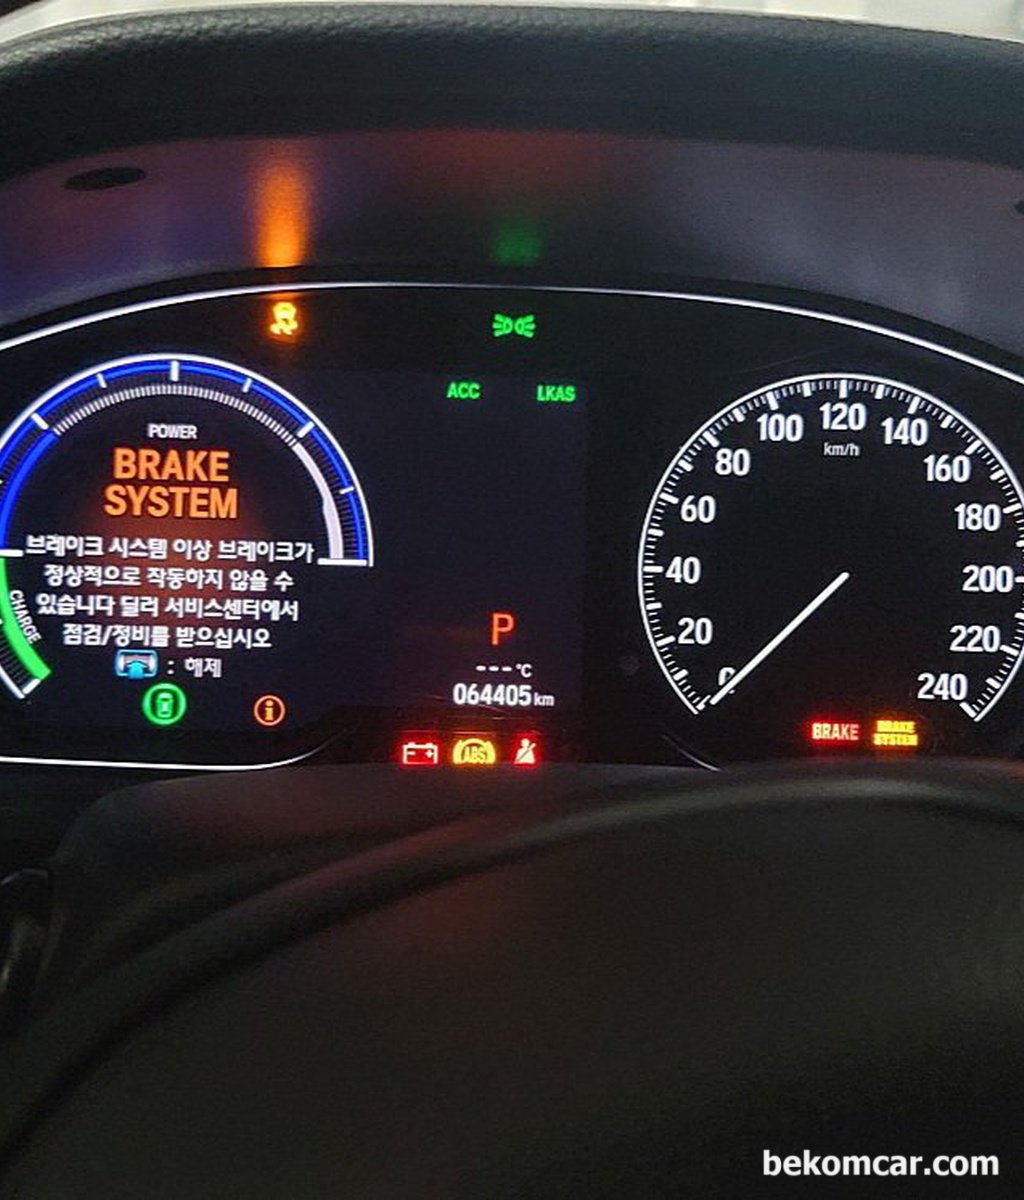 ACC
LKAS
POWER
BRAKE
SYSTEM
브레이크 시스템 이상 브레이크가
정상적으로 작동하지 않을 수
있습니다 딜러 서비스센터에서
점검/정비를 받으십시오
: 해제
CHARGE
P
---°C
064405 km
ABS
0
20
40
60
80
100
120
140
160
180
200
220
240
km/h
BRAKE
BRAKE
SYSTEM
bekomcar.com